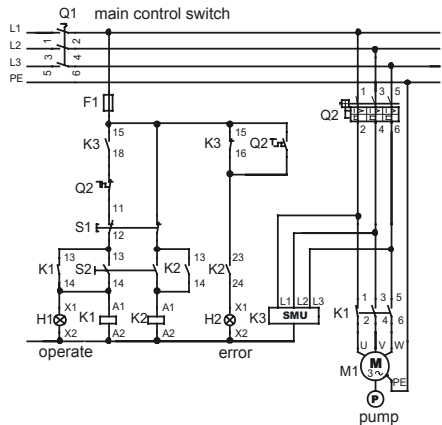 Q1 main control switch
L1
L2 1 2
L3 3 4
PE 5 6
F1
1 3 5
Q2
2 4 6
K3 15 18
K3 15 16
Q2
Q2
S1 11 12
K1 13 14
S2 13 14
K2 13 14
K2 23 24
L1 L2 L3
K3 SMU
K1 1 3 5
2 4 6
H1 X1 X2
K1 A1 A2
K2 A1 A2
H2 X1 X2
U V W
M1 M 3~
PE
operate
error
P
pump